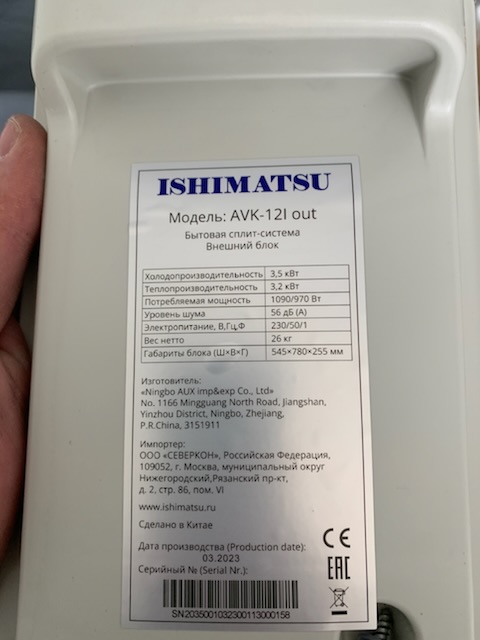 ISHIMATSU
Модель: AVK-12I out
Бытовая сплит-система
Внешний блок
Холодопроизводительность 3,5 кВт
Теплопроизводительность 3,2 кВт
Потребляемая мощность 1090/970 Вт
Уровень шума 56 дБ (А)
Электропитание, В,Гц,Ф 230/50/1
Вес нетто 26 кг
Габариты блока (Ш×В×Г) 545×780×255 мм
Изготовитель:
«Ningbo AUX imp&exp Co., Ltd»
No. 1166 Mingguang North Road, Jiangshan,
Yinzhou District, Ningbo, Zhejiang,
P.R.China, 3151911
Импортер:
ООО «СЕВЕРКОН», Российская Федерация,
109052, г. Москва, муниципальный округ
Нижегородский,Рязанский пр-кт,
д. 2, стр. 86, пом. VI
www.ishimatsu.ru
Сделано в Китае
Дата производства (Production date):
03.2023
Серийный № (Serial Nr.):
CE
EAC
SN2035001032300113000158